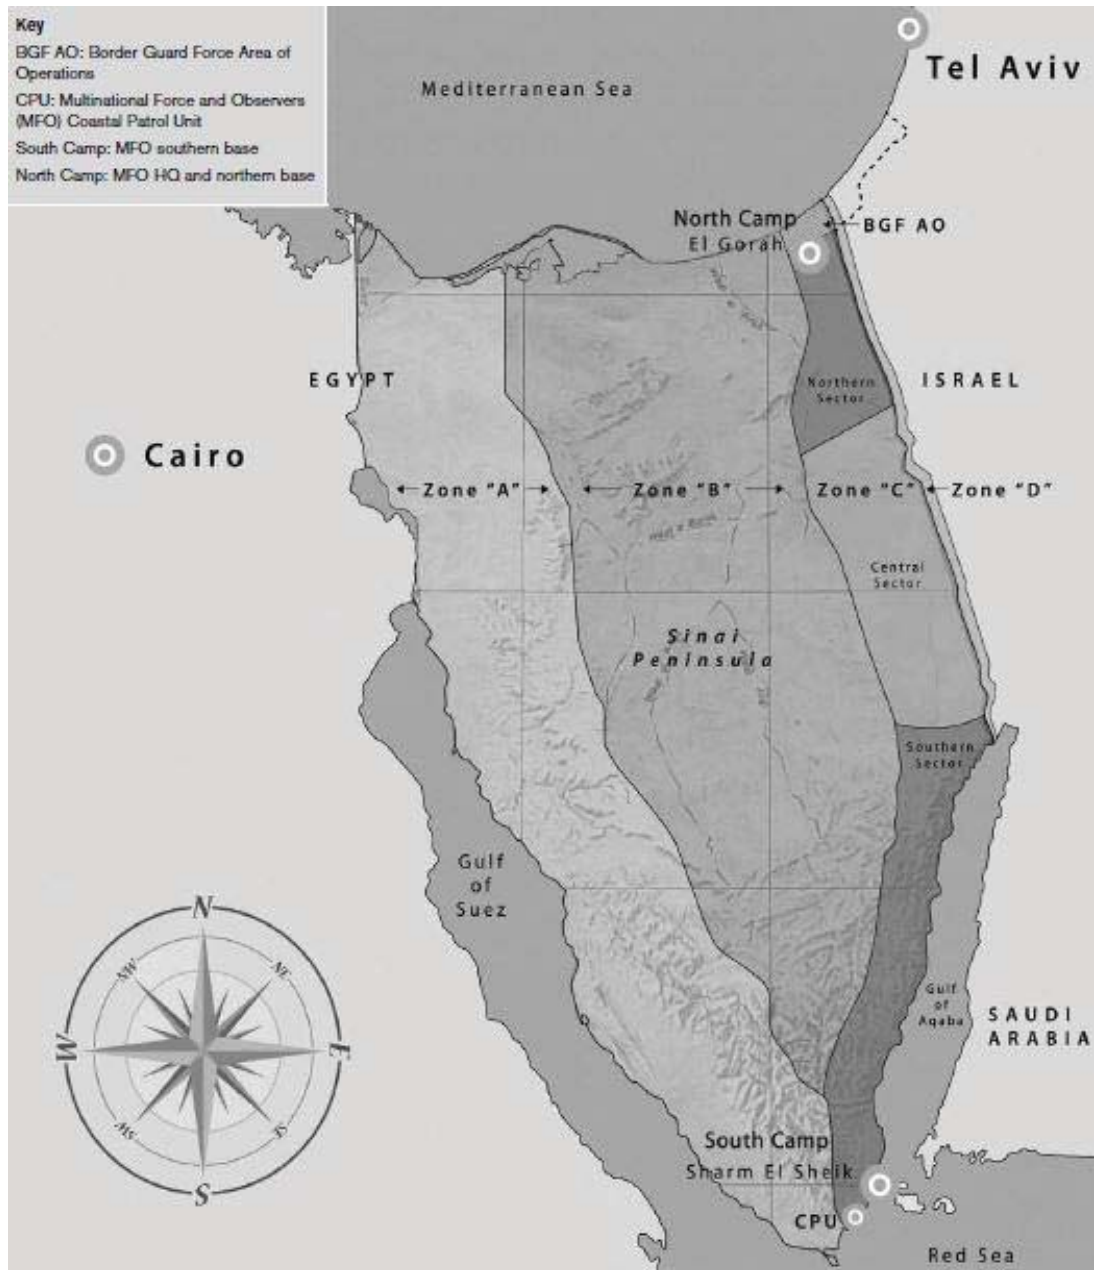 Key
BGF AO: Border Guard Force Area of
Operations
CPU: Multinational Force and Observers
(MFO) Coastal Patrol Unit
South Camp: MFO southern base
North Camp: MFO HQ and northern base
Tel Aviv
Mediterranean Sea
North Camp
El Gorah
BGF AO
EGYPT
Northern
Sector
ISRAEL
Cairo
Zone "A"
Zone "B"
Zone "C"
Zone "D"
Central
Sector
Sinai
Peninsula
Southern
Sector
Gulf
of
Suez
N
NW
NE
W
E
SW
SE
S
Gulf
of
Aqaba
SAUDI
ARABIA
South Camp
Sharm El Sheik
CPU
Red Sea